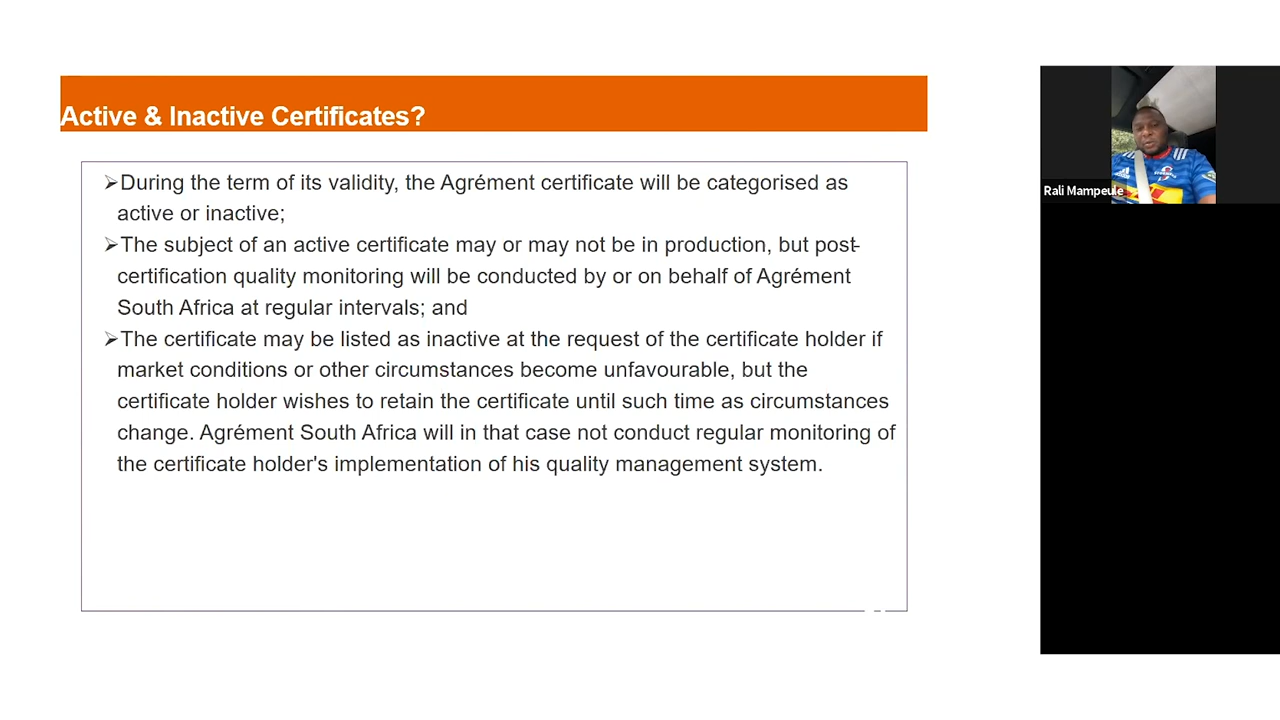 Active & Inactive Certificates?
➢During the term of its validity, the Agrément certificate will be categorised as
active or inactive;
➢The subject of an active certificate may or may not be in production, but post-
certification quality monitoring will be conducted by or on behalf of Agrément
South Africa at regular intervals; and
➢The certificate may be listed as inactive at the request of the certificate holder if
market conditions or other circumstances become unfavourable, but the
certificate holder wishes to retain the certificate until such time as circumstances
change. Agrément South Africa will in that case not conduct regular monitoring of
the certificate holder's implementation of his quality management system.
Rali Mampeule